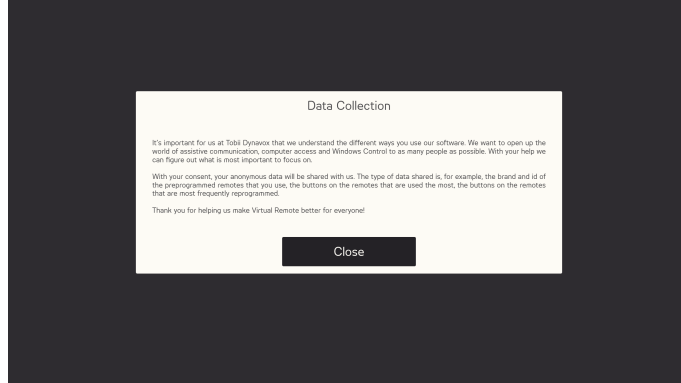 Data Collection
It's important for us at Tobii Dynavox that we understand the different ways you use our software. We want to open up the
world of assistive communication, computer access and Windows Control to as many people as possible. With your help we
can figure out what is most important to focus on.
With your consent, your anonymous data will be shared with us. The type of data shared is, for example, the brand and id of
the preprogrammed remotes that you use, the buttons on the remotes that are used the most, the buttons on the remotes
that are most frequently reprogrammed.
Thank you for helping us make Virtual Remote better for everyone!
Close